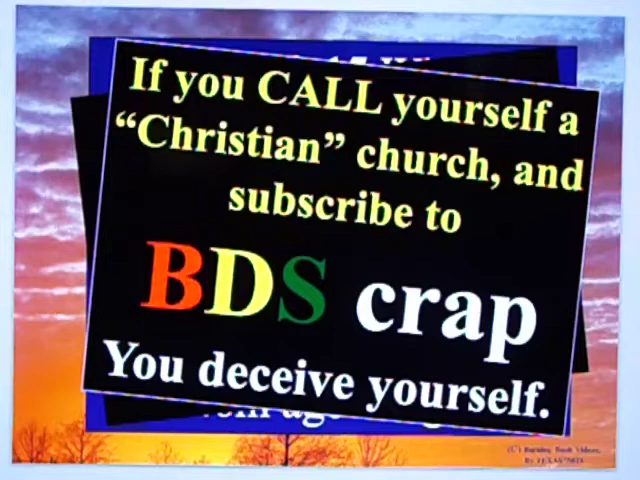 If you CALL yourself a
“Christian” church, and
subscribe to
BDS crap
You deceive yourself.